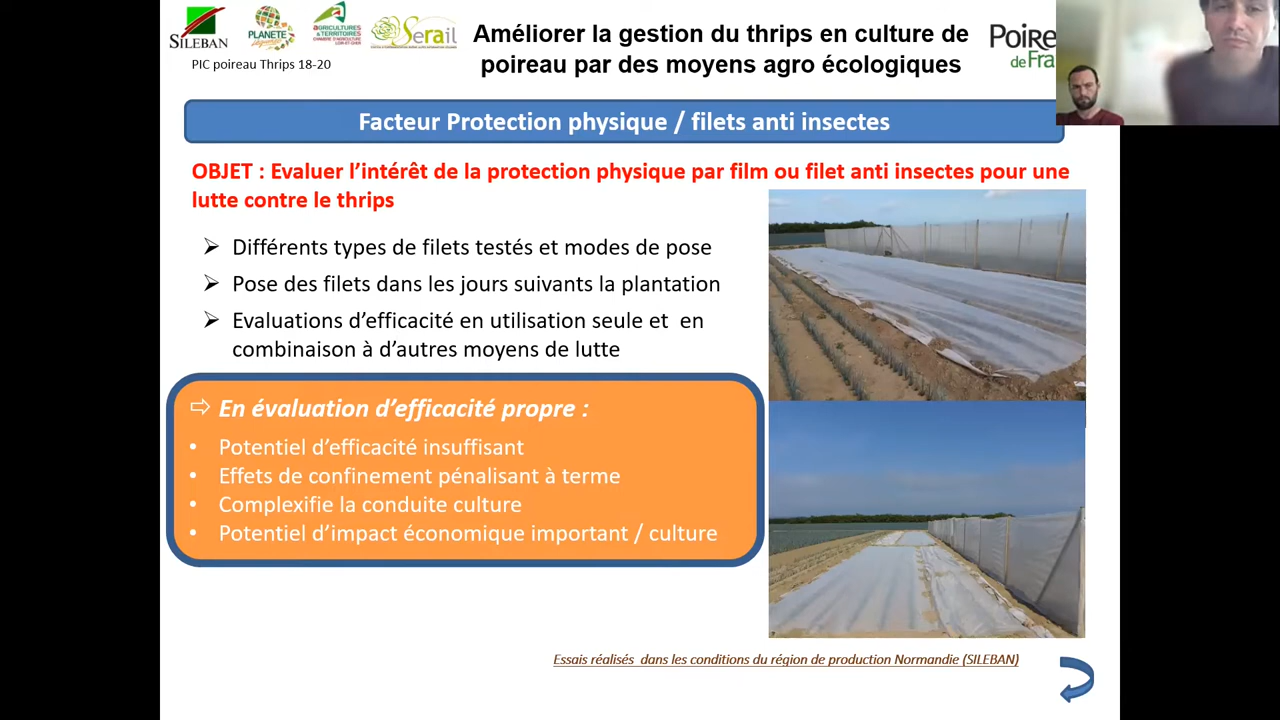 SILEBAN
PLANETE
légumes
AGRICULTURES
& TERRITOIRES
CHAMBRE D'AGRICULTURE
LOIR-ET-CHER
Serail
PIC poireau Thrips 18-20
Améliorer la gestion du thrips en culture de
poireau par des moyens agro écologiques
Poire
de Fra
Facteur Protection physique / filets anti insectes
OBJET : Evaluer l’intérêt de la protection physique par film ou filet anti insectes pour une
lutte contre le thrips
➢ Différents types de filets testés et modes de pose
➢ Pose des filets dans les jours suivants la plantation
➢ Evaluations d’efficacité en utilisation seule et en
combinaison à d’autres moyens de lutte
⇨ En évaluation d’efficacité propre :
• Potentiel d’efficacité insuffisant
• Effets de confinement pénalisant à terme
• Complexifie la conduite culture
• Potentiel d’impact économique important / culture
Essais réalisés dans les conditions du région de production Normandie (SILEBAN)